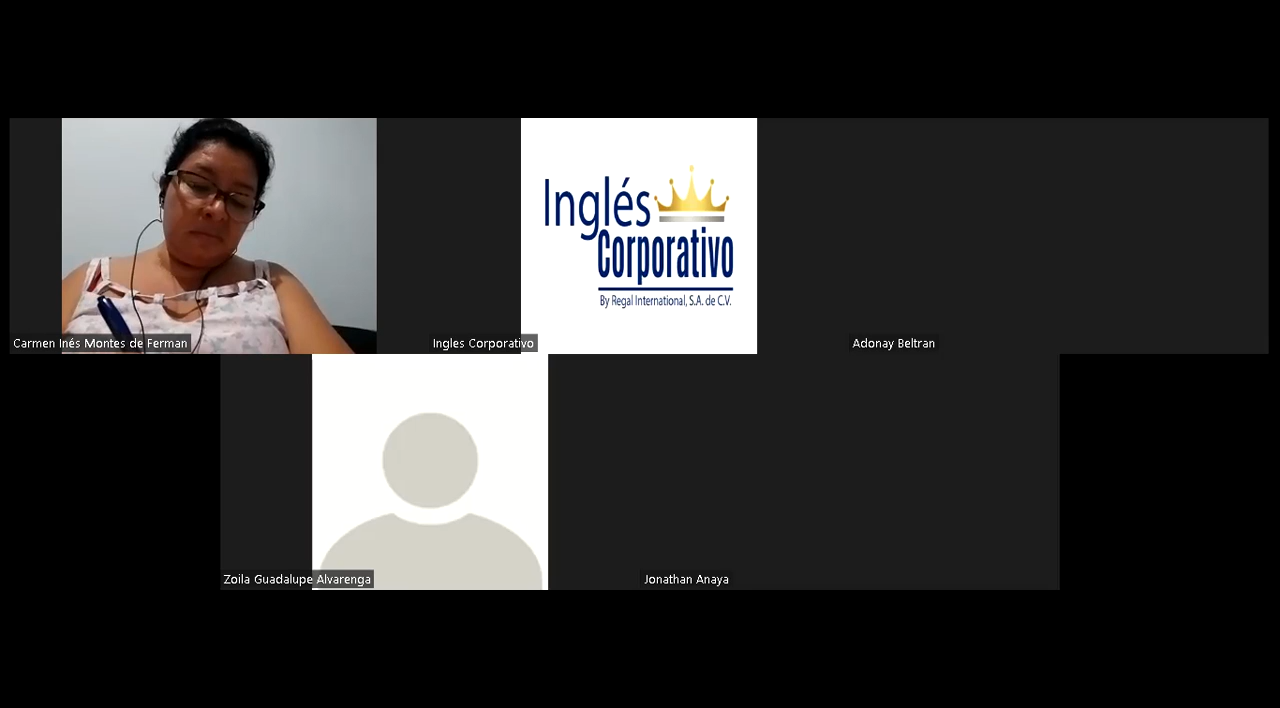 Inglés
Corporativo
By Regal International, S.A. de C.V.
Carmen Inés Montes de Ferman
Ingles Corporativo
Adonay Beltran
Zoila Guadalupe Alvarenga
Jonathan Anaya